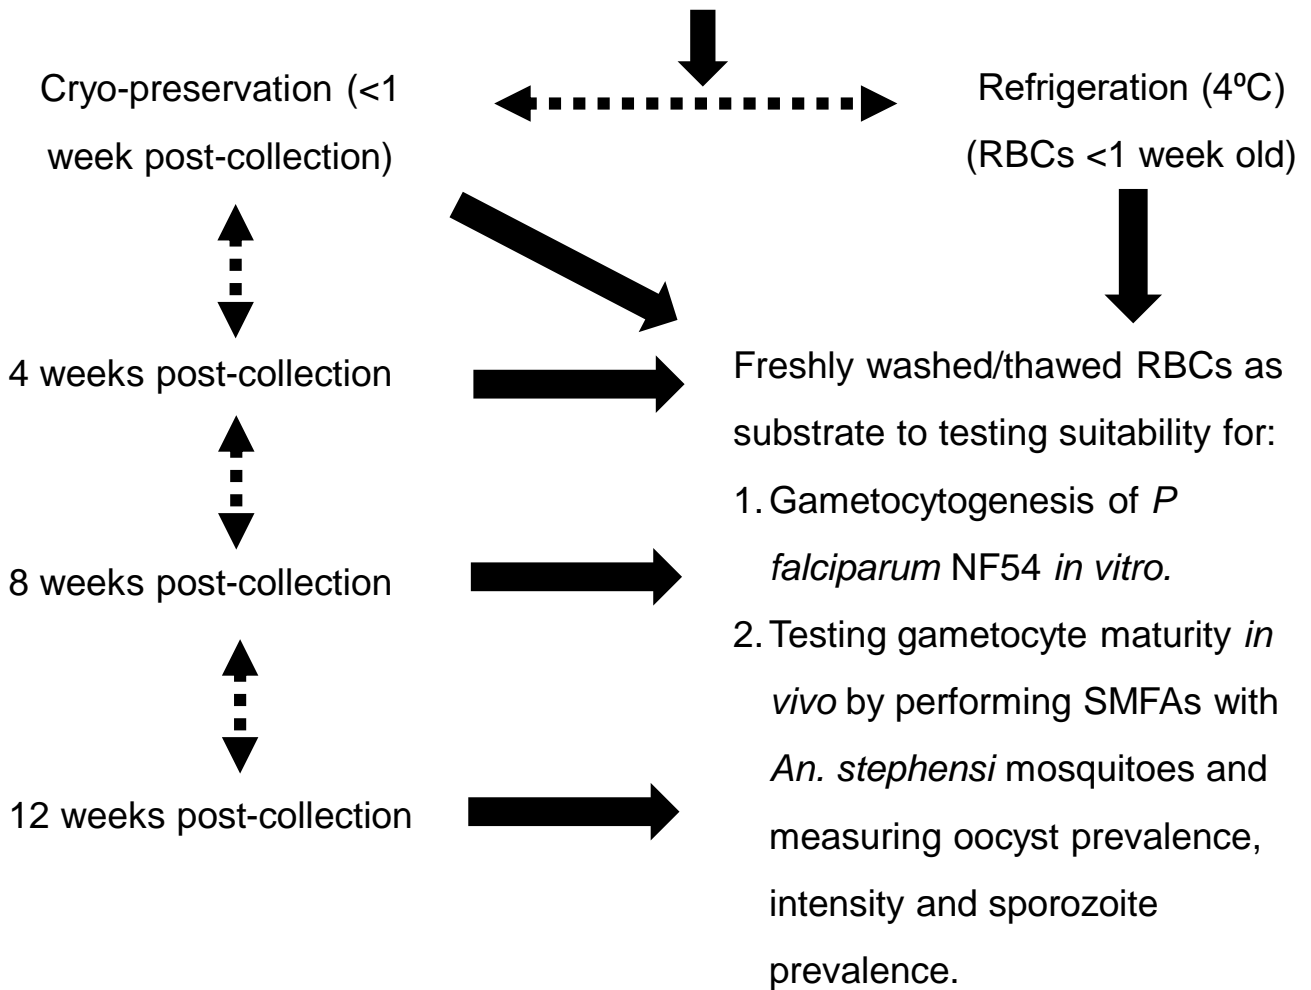 Cryo-preservation (<1
week post-collection)
Refrigeration (4ºC)
(RBCs <1 week old)
4 weeks post-collection
8 weeks post-collection
12 weeks post-collection
Freshly washed/thawed RBCs as
substrate to testing suitability for:
1. Gametocytogenesis of P
falciparum NF54 in vitro.
2. Testing gametocyte maturity in
vivo by performing SMFAs with
An. stephensi mosquitoes and
measuring oocyst prevalence,
intensity and sporozoite
prevalence.